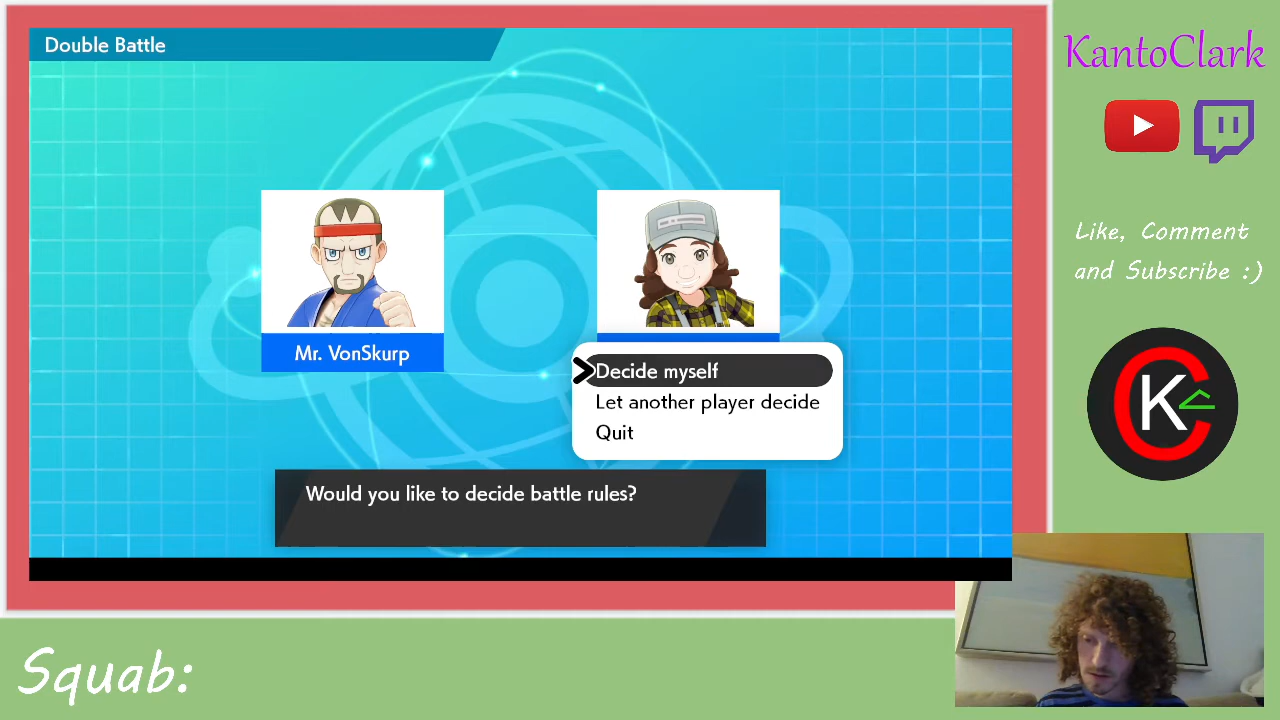 Double Battle
KantoClark
Like, Comment
and Subscribe :)
Mr. VonSkurp
Decide myself
Let another player decide
Quit
Would you like to decide battle rules?
CK
Squab: